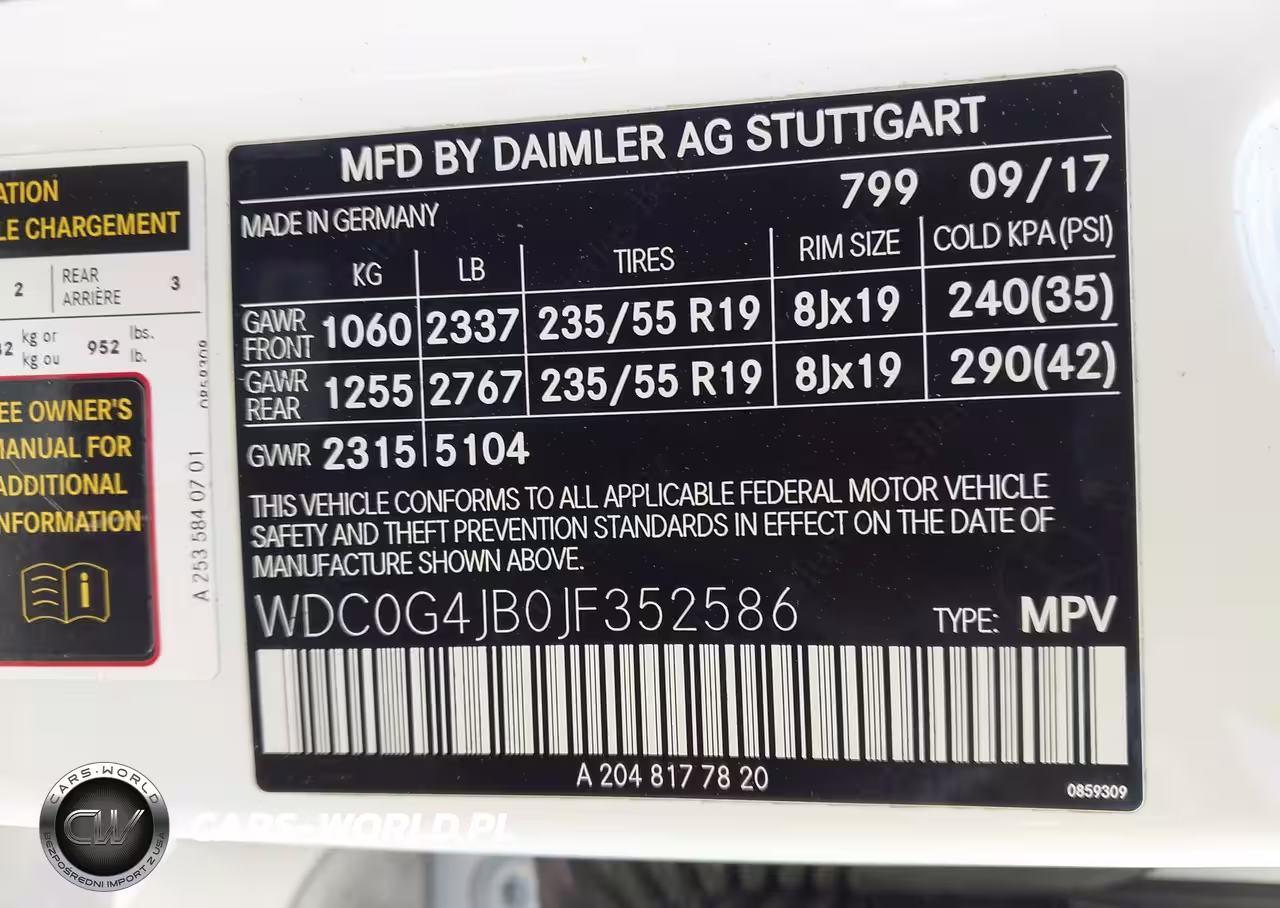 ATION
LE CHARGEMENT
2 REAR ARRIÈRE 3
kg or kg ou 952 lbs. lb.
EE OWNER'S
MANUAL FOR
ADDITIONAL
NFORMATION
A 253 584 07 01
MFD BY DAIMLER AG STUTTGART
799 09/17
MADE IN GERMANY
KG LB TIRES RIM SIZE COLD KPA (PSI)
GAWR FRONT 1060 2337 235/55 R19 8Jx19 240(35)
GAWR REAR 1255 2767 235/55 R19 8Jx19 290(42)
GVWR 2315 5104
THIS VEHICLE CONFORMS TO ALL APPLICABLE FEDERAL MOTOR VEHICLE
SAFETY AND THEFT PREVENTION STANDARDS IN EFFECT ON THE DATE OF
MANUFACTURE SHOWN ABOVE.
WDC0G4JB0JF352586 TYPE: MPV
A 204 817 78 20
0859309
CARS-WORLD
CW
BEZPOŚREDNI IMPORT Z USA
CARS-WORLD.PL